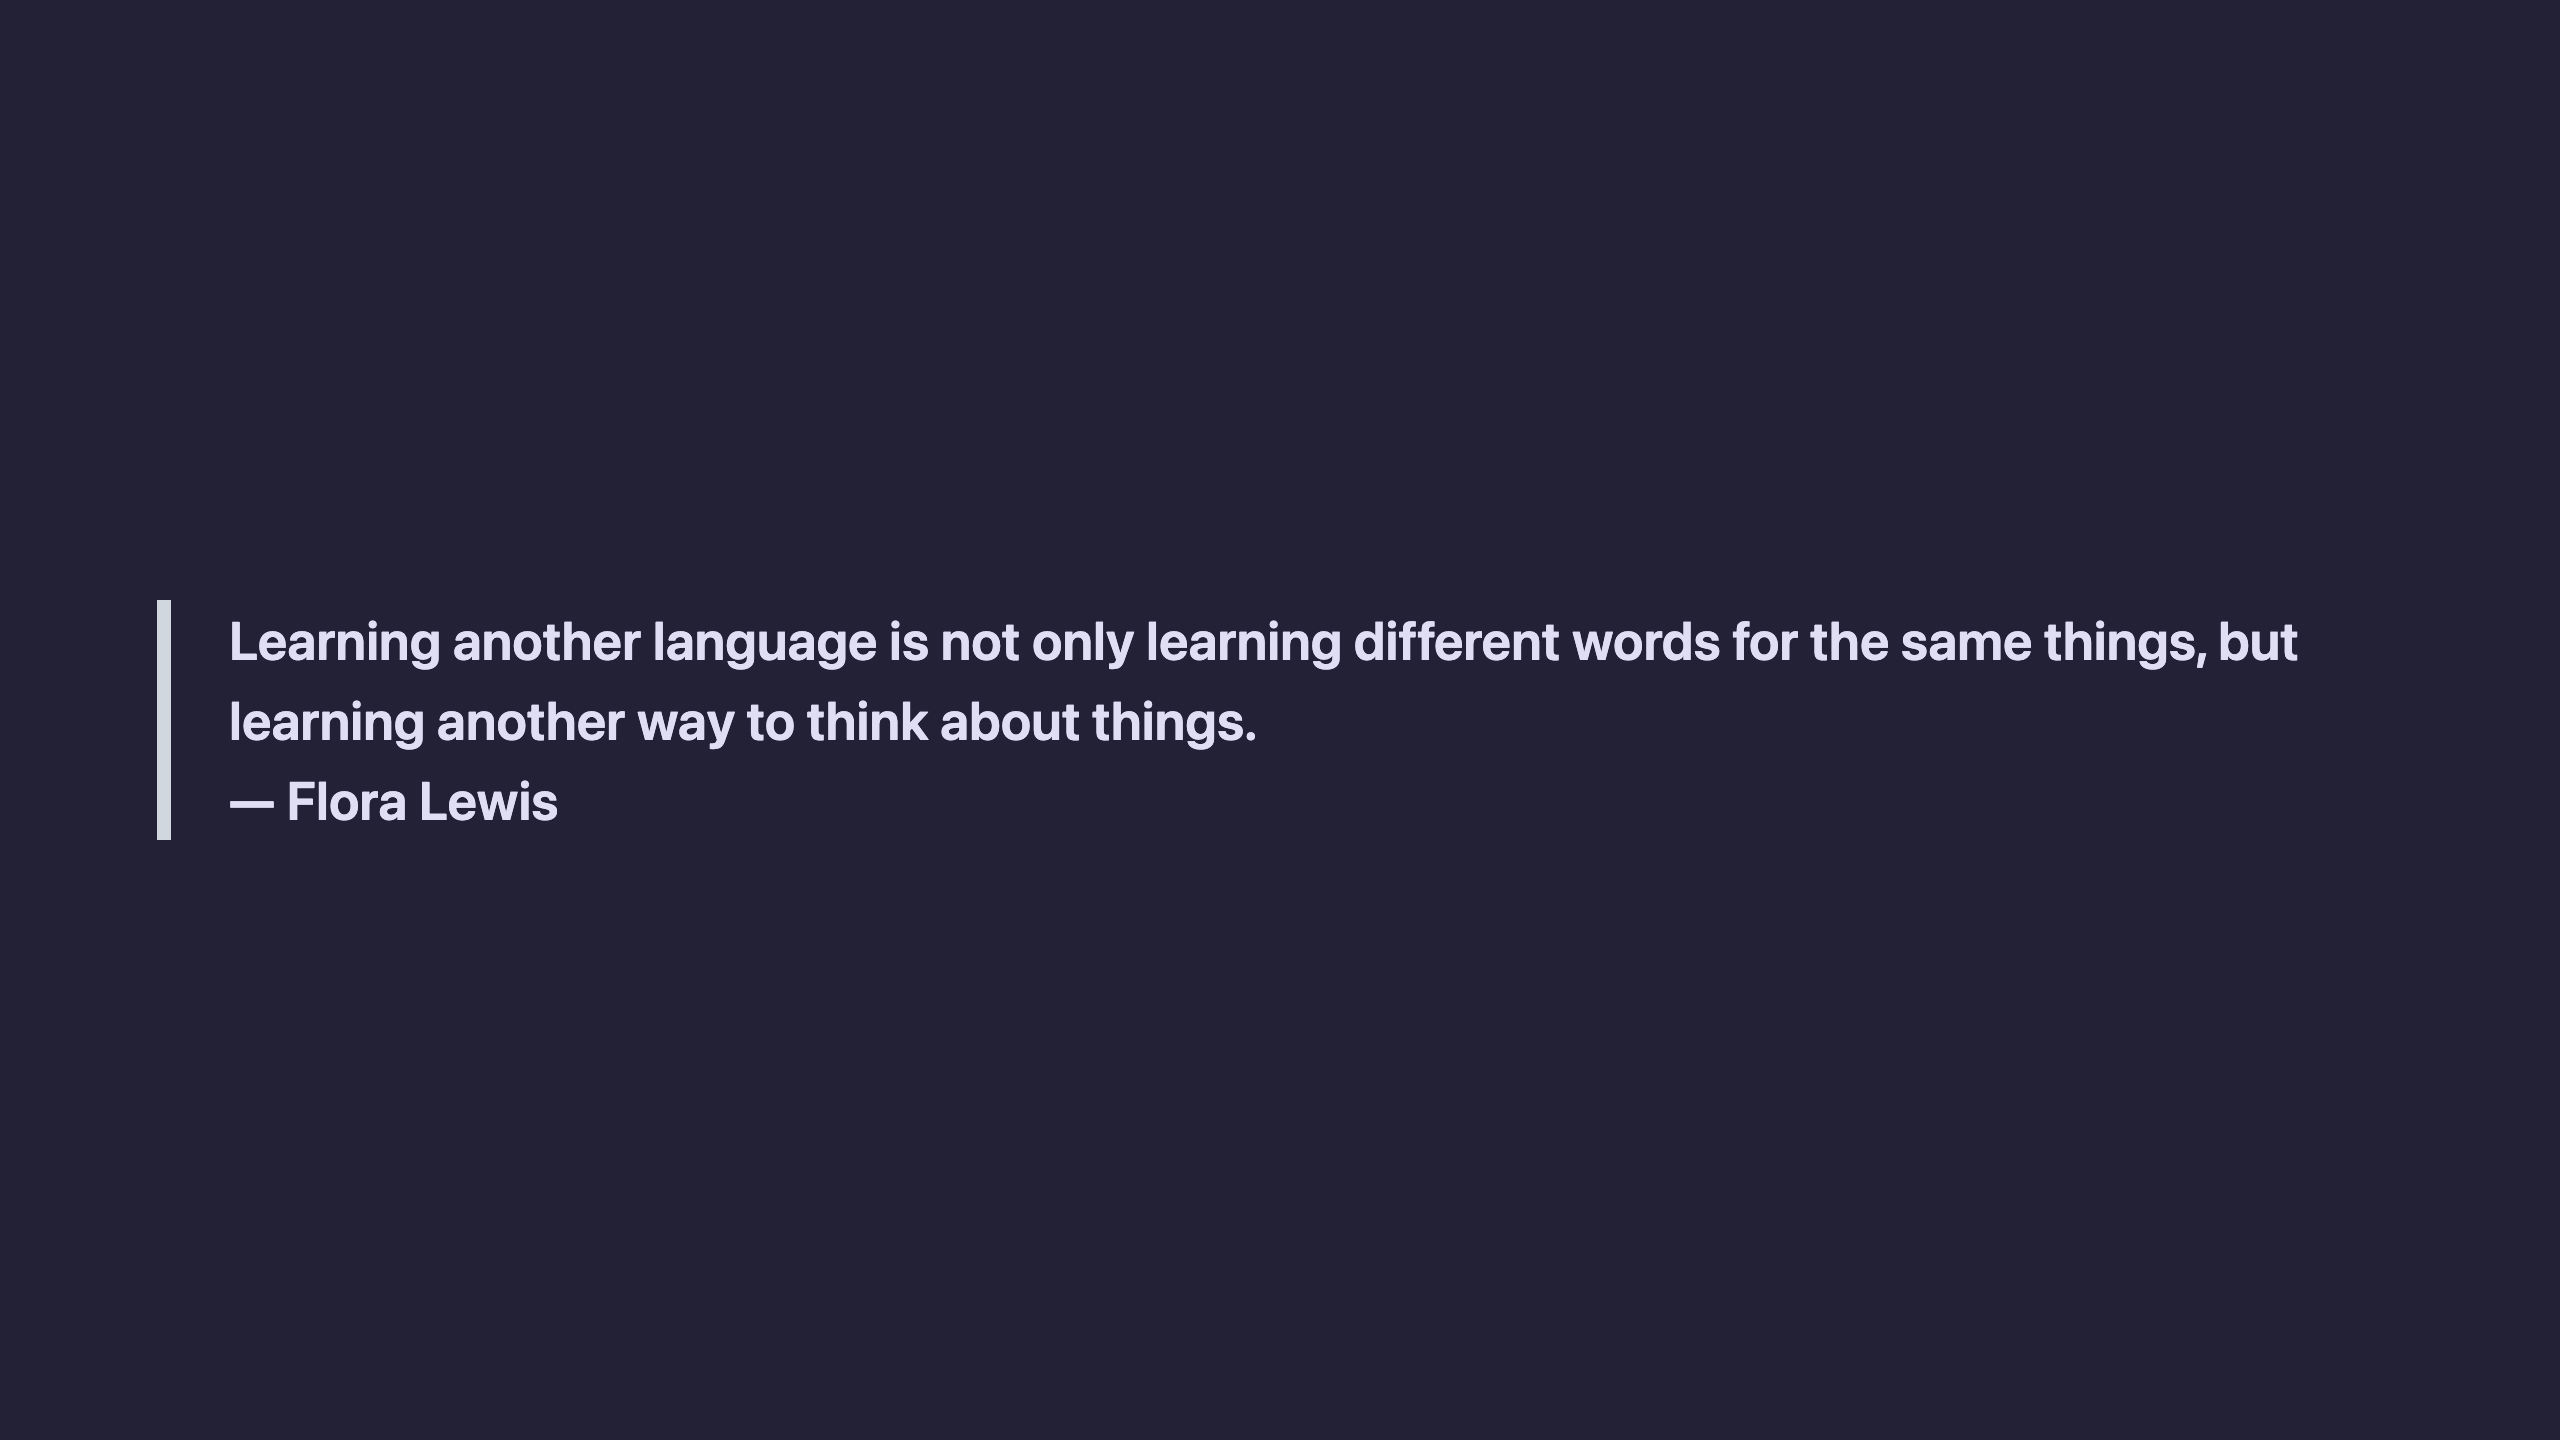 Learning another language is not only learning different words for the same things, but
learning another way to think about things.
— Flora Lewis